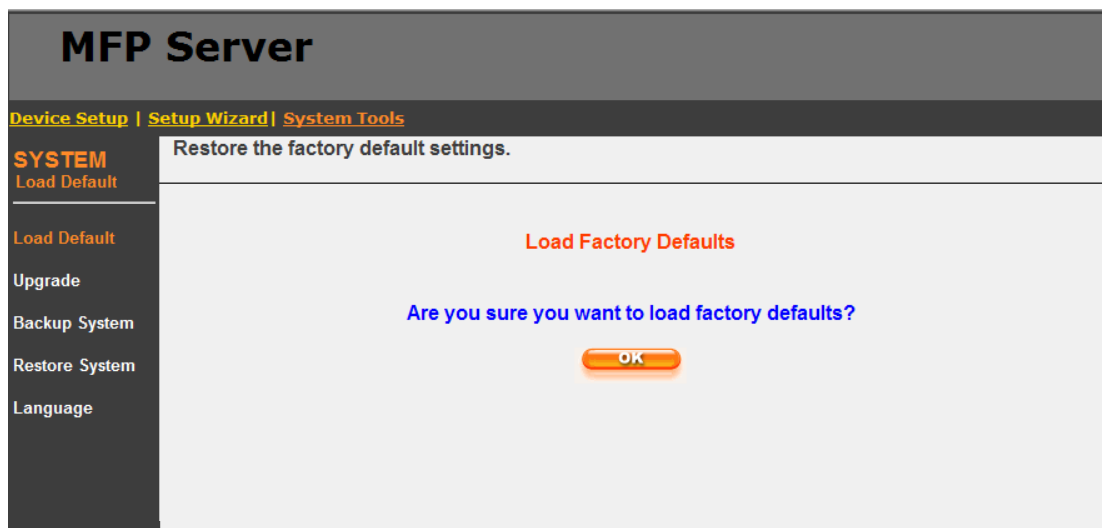 MFP Server
Device Setup | Setup Wizard | System Tools
SYSTEM
Load Default
Load Default
Upgrade
Backup System
Restore System
Language
Restore the factory default settings.
Load Factory Defaults
Are you sure you want to load factory defaults?
OK